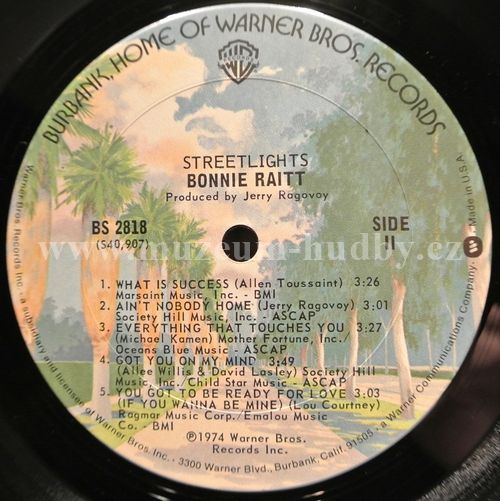 BURBANK, HOME OF WARNER BROS. RECORDS
STREETLIGHTS
BONNIE RAITT
Produced by Jerry Ragovoy
BS 2818
(S40,907)
SIDE
II
www.muzeum-hudby.cz
1. WHAT IS SUCCESS (Allen Toussaint) 3:26
Marsaint Music, Inc. - BMI
2. AIN'T NOBODY HOME (Jerry Ragovoy) 3:01
Society Hill Music, Inc. - ASCAP
3. EVERYTHING THAT TOUCHES YOU 3:27
(Michael Kamen) Mother Fortune, Inc./
Oceans Blue Music - ASCAP
4. GOT YOU ON MY MIND 3:49
(Allee Willis & David Lasley) Society Hill
Music, Inc./Child Star Music - ASCAP
5. YOU GOT TO BE READY FOR LOVE 3:03
(IF YOU WANNA BE MINE) (Lou Courtney)
Ragmar Music Corp./Emalou Music
Co. - BMI
℗1974 Warner Bros.
Records Inc.
Warner Bros. Records Inc. - a subsidiary and licensee of Warner Bros. Inc., 3300 Warner Blvd., Burbank, Calif. 91505 - a Warner Communications Company. Made in U.S.A.